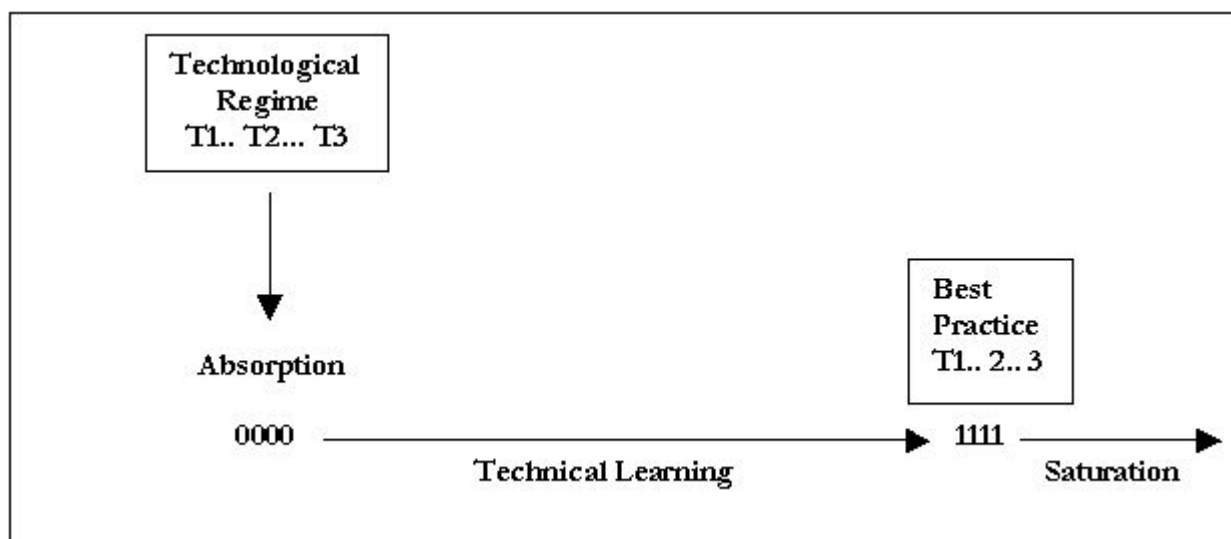 Technological
Regime
T1.. T2... T3
Absorption
0000
Technical Learning
Best
Practice
T1.. 2.. 3
1111
Saturation